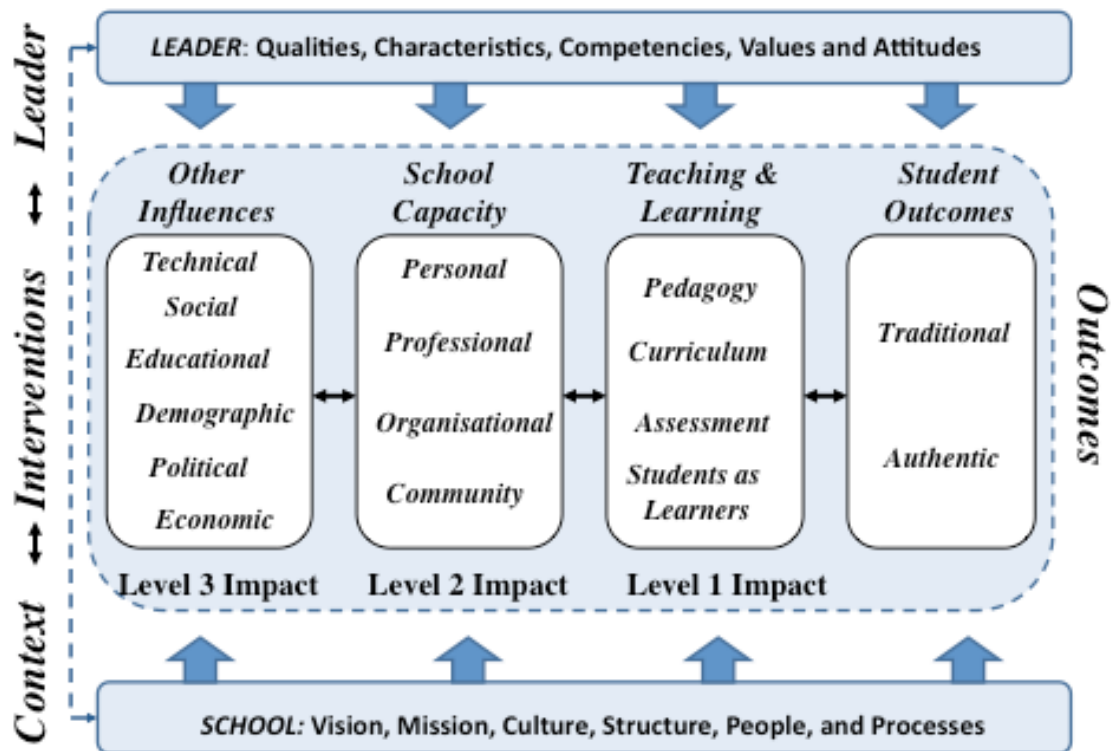 LEADER: Qualities, Characteristics, Competencies, Values and Attitudes
Leader
Interventions
Context
Other
Influences
Technical
Social
Educational
Demographic
Political
Economic
Level 3 Impact
School
Capacity
Personal
Professional
Organisational
Community
Level 2 Impact
Teaching &
Learning
Pedagogy
Curriculum
Assessment
Students as
Learners
Level 1 Impact
Student
Outcomes
Traditional
Authentic
Outcomes
SCHOOL: Vision, Mission, Culture, Structure, People, and Processes